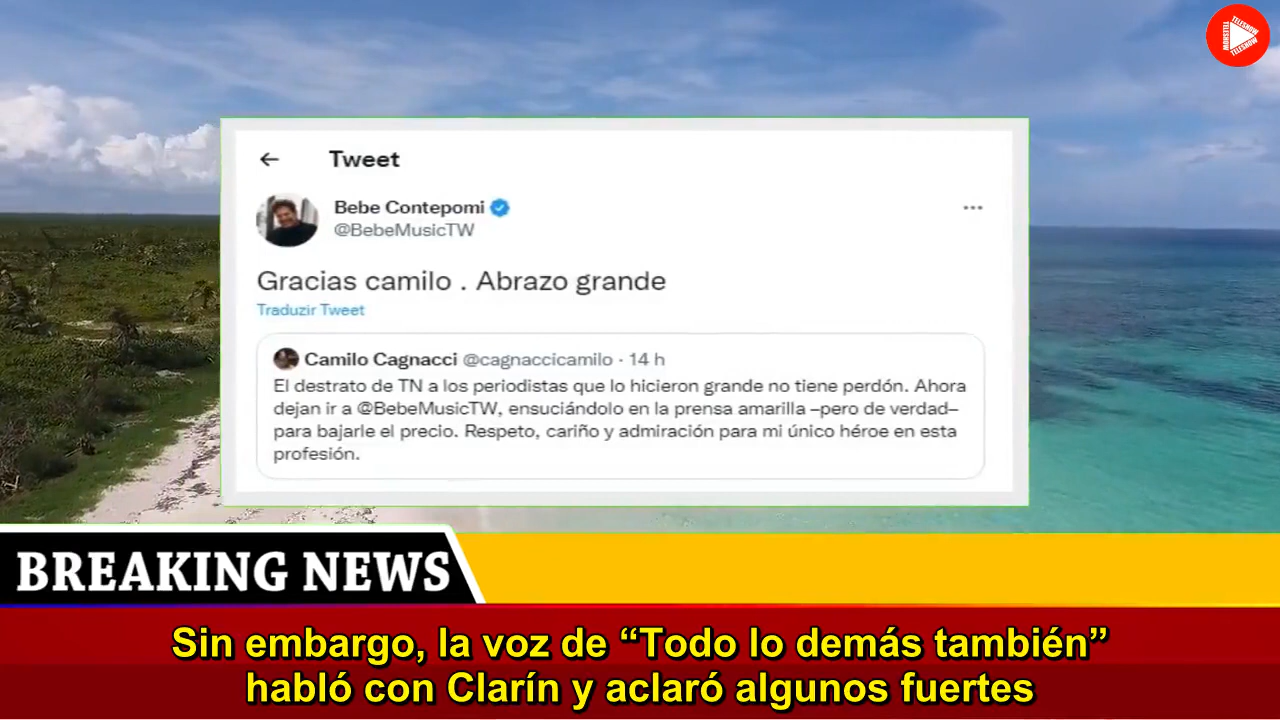 TELESHOW
TELESHOW
TELESHOW
Tweet
Bebe Contepomi
@BebeMusicTW
Gracias camilo . Abrazo grande
Traduzir Tweet
Camilo Cagnacci @cagnaccicamilo · 14 h
El destrato de TN a los periodistas que lo hicieron grande no tiene perdón. Ahora
dejan ir a @BebeMusicTW, ensuciándolo en la prensa amarilla –pero de verdad–
para bajarle el precio. Respeto, cariño y admiración para mi único héroe en esta
profesión.
BREAKING NEWS
Sin embargo, la voz de “Todo lo demás también”
habló con Clarín y aclaró algunos fuertes